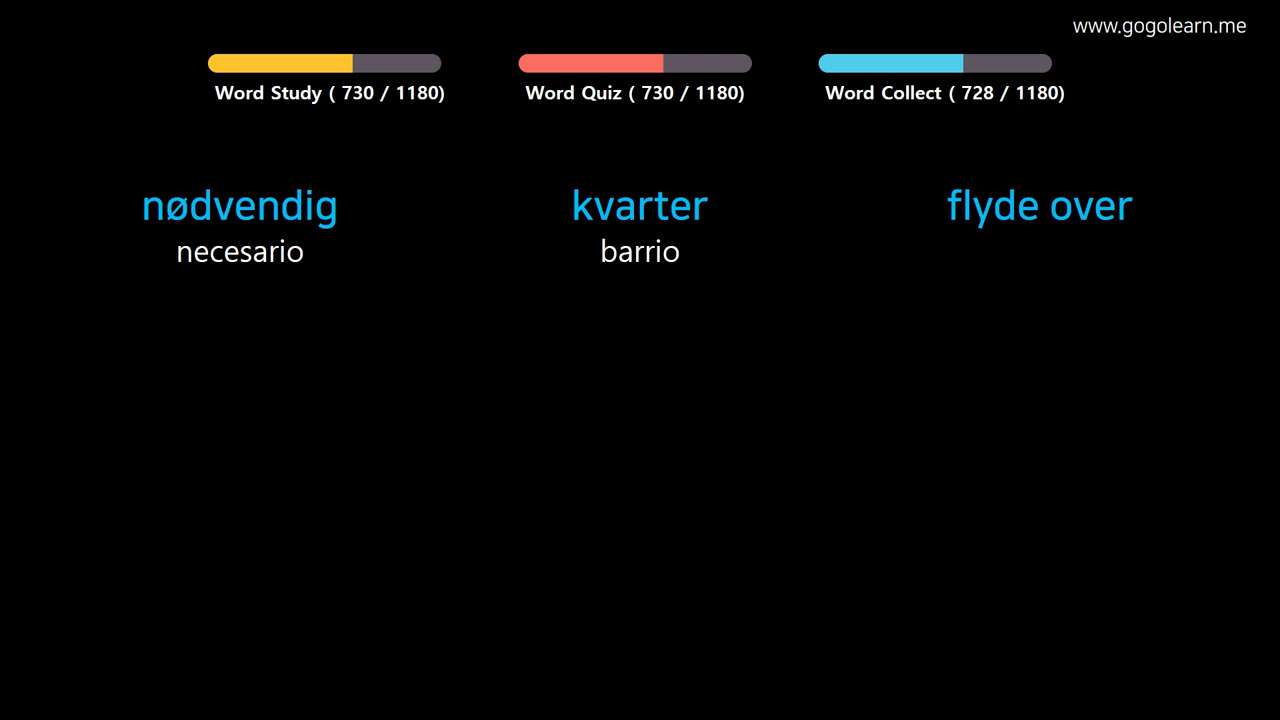 www.gogolearn.me
Word Study ( 730 / 1180)
Word Quiz ( 730 / 1180)
Word Collect ( 728 / 1180)
nødvendig
necesario
kvarter
barrio
flyde over